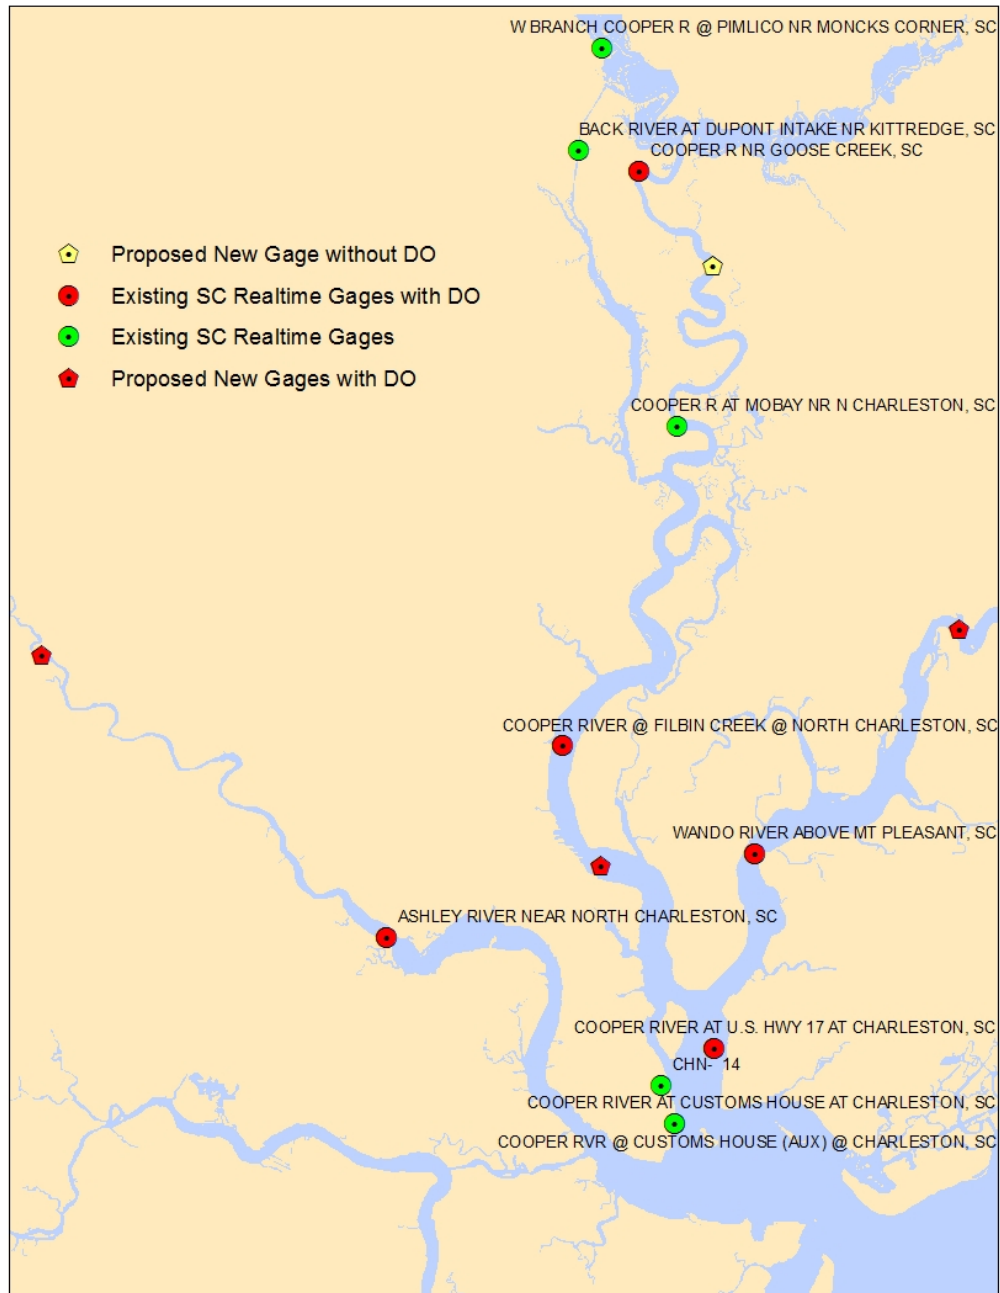 W BRANCH COOPER R @ PIMLICO NR MONCKS CORNER, SC
BACK RIVER AT DUPONT INTAKE NR KITTREDGE, SC
COOPER R NR GOOSE CREEK, SC
Proposed New Gage without DO
Existing SC Realtime Gages with DO
Existing SC Realtime Gages
Proposed New Gages with DO
COOPER R AT MOBAY NR N CHARLESTON, SC
COOPER RIVER @ FILBIN CREEK @ NORTH CHARLESTON, SC
WANDO RIVER ABOVE MT PLEASANT, SC
ASHLEY RIVER NEAR NORTH CHARLESTON, SC
COOPER RIVER AT U.S. HWY 17 AT CHARLESTON, SC
CHN- 14
COOPER RIVER AT CUSTOMS HOUSE AT CHARLESTON, SC
COOPER RVR @ CUSTOMS HOUSE (AUX) @ CHARLESTON, SC